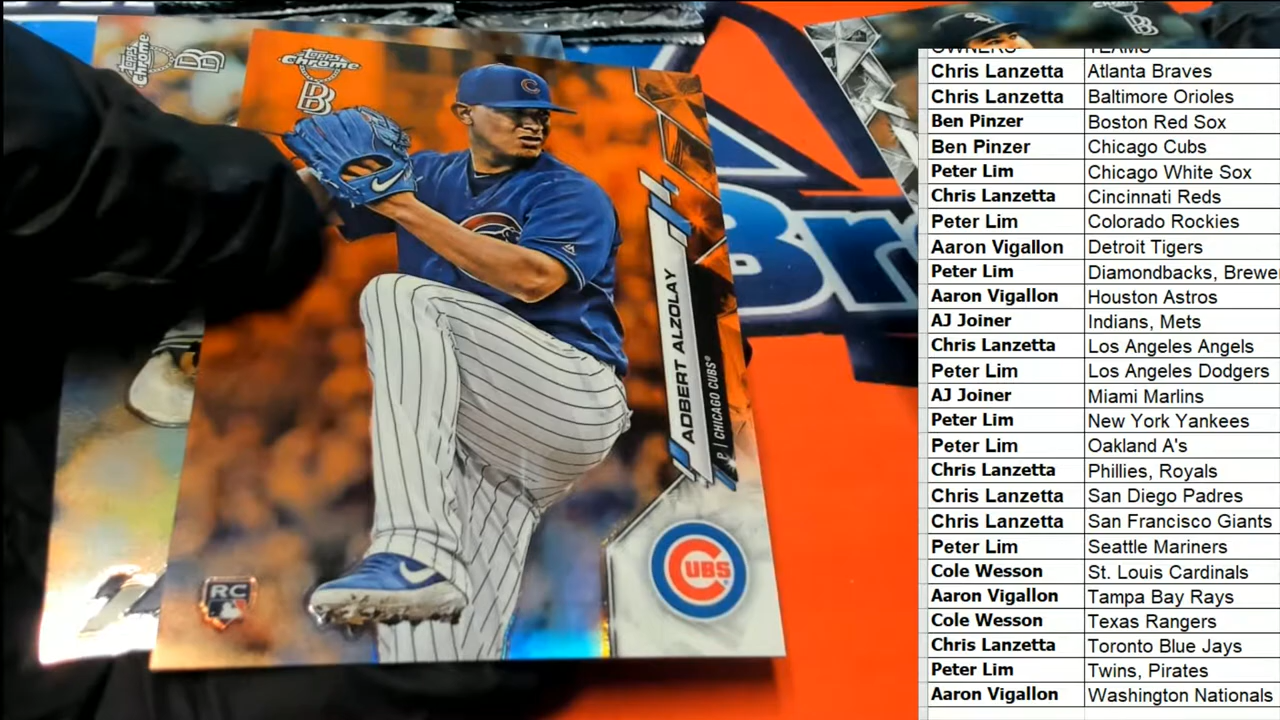 Topps
Chrome
B
Topps
Chrome
B
B
ADBERT ALZOLAY
P | CHICAGO CUBS®
RC
CUBS
Br
OWNERS TEAMS
Chris Lanzetta Atlanta Braves
Chris Lanzetta Baltimore Orioles
Ben Pinzer Boston Red Sox
Ben Pinzer Chicago Cubs
Peter Lim Chicago White Sox
Chris Lanzetta Cincinnati Reds
Peter Lim Colorado Rockies
Aaron Vigallon Detroit Tigers
Peter Lim Diamondbacks, Brewe
Aaron Vigallon Houston Astros
AJ Joiner Indians, Mets
Chris Lanzetta Los Angeles Angels
Peter Lim Los Angeles Dodgers
AJ Joiner Miami Marlins
Peter Lim New York Yankees
Peter Lim Oakland A's
Chris Lanzetta Phillies, Royals
Chris Lanzetta San Diego Padres
Chris Lanzetta San Francisco Giants
Peter Lim Seattle Mariners
Cole Wesson St. Louis Cardinals
Aaron Vigallon Tampa Bay Rays
Cole Wesson Texas Rangers
Chris Lanzetta Toronto Blue Jays
Peter Lim Twins, Pirates
Aaron Vigallon Washington Nationals